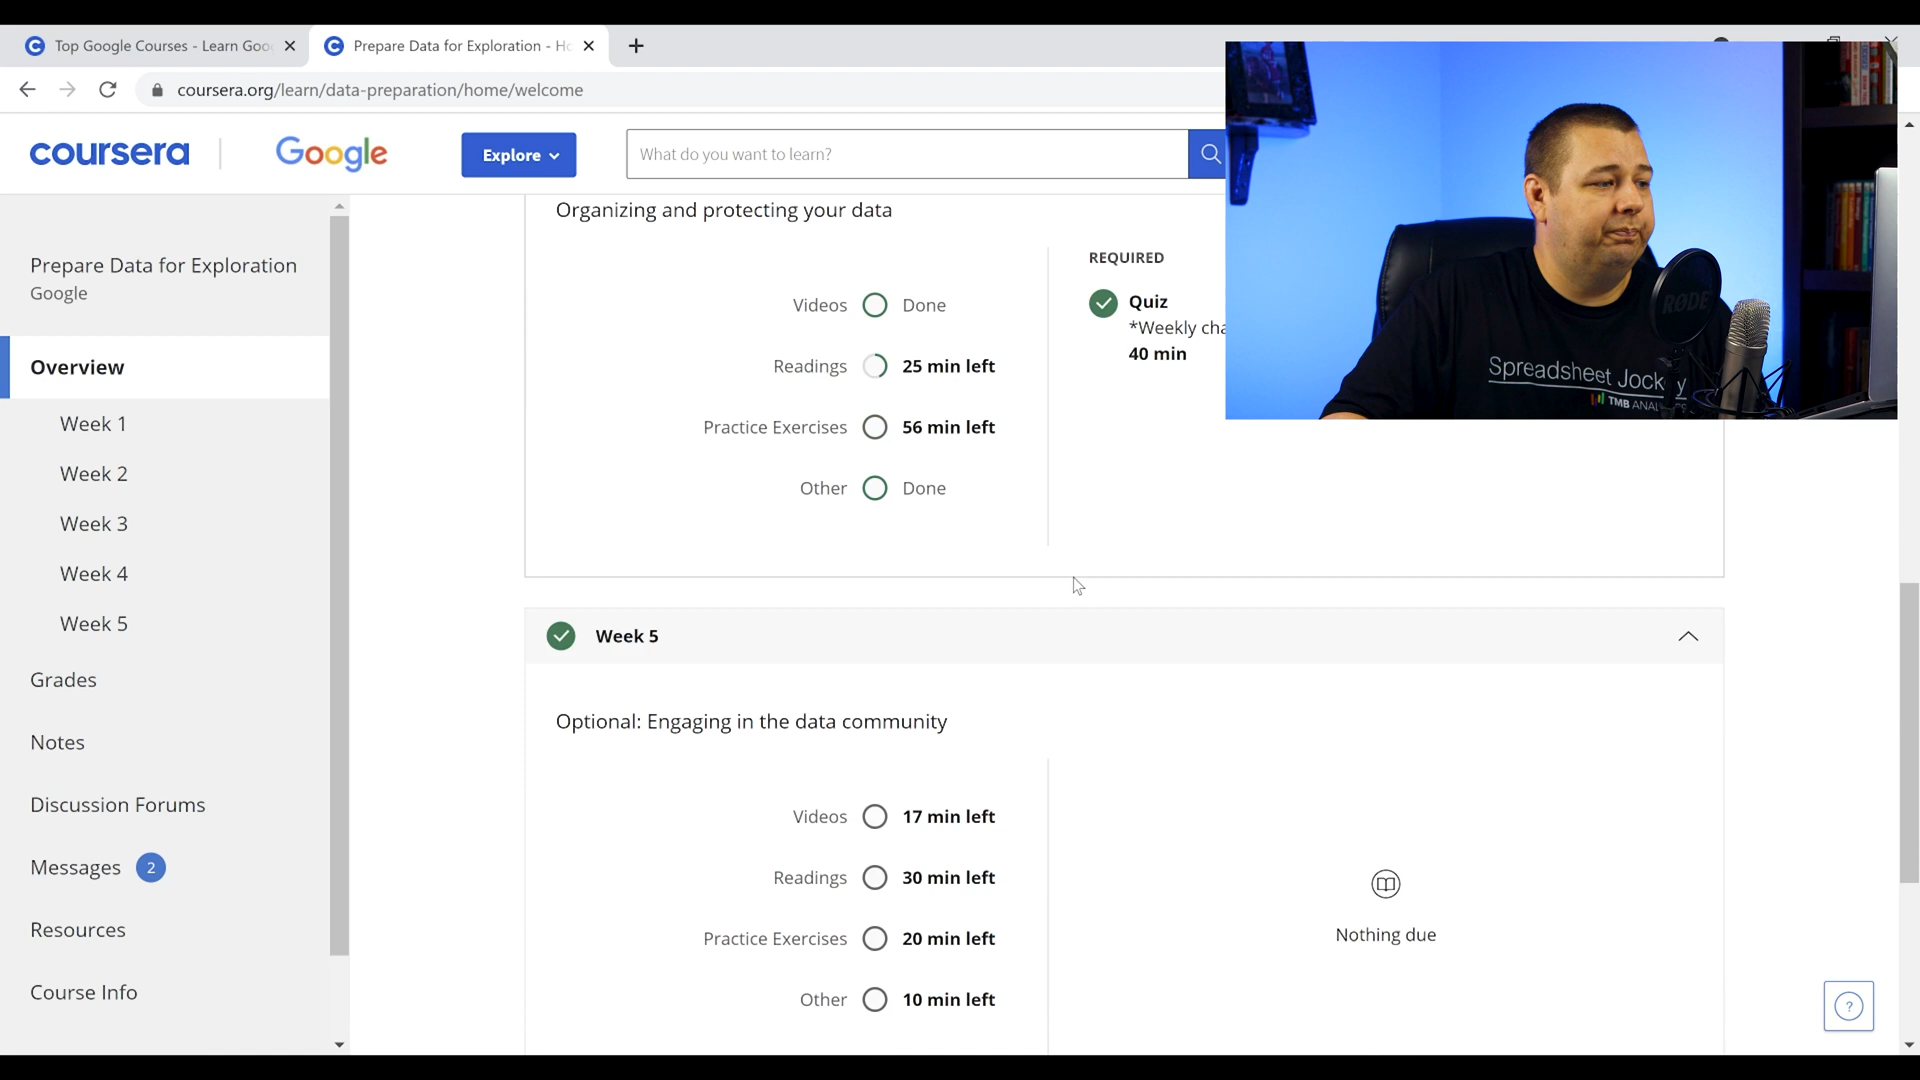 Top Google Courses - Learn Goo
Prepare Data for Exploration - Ho
coursera.org/learn/data-preparation/home/welcome
coursera
Google
Explore
What do you want to learn?
Prepare Data for Exploration
Google
Overview
Week 1
Week 2
Week 3
Week 4
Week 5
Grades
Notes
Discussion Forums
Messages 2
Resources
Course Info
Organizing and protecting your data
Videos Done
Readings 25 min left
Practice Exercises 56 min left
Other Done
REQUIRED
Quiz
*Weekly cha
40 min
Week 5
Optional: Engaging in the data community
Videos 17 min left
Readings 30 min left
Practice Exercises 20 min left
Other 10 min left
Nothing due
?
RØDE
Spreadsheet Jock y
TMB ANAL